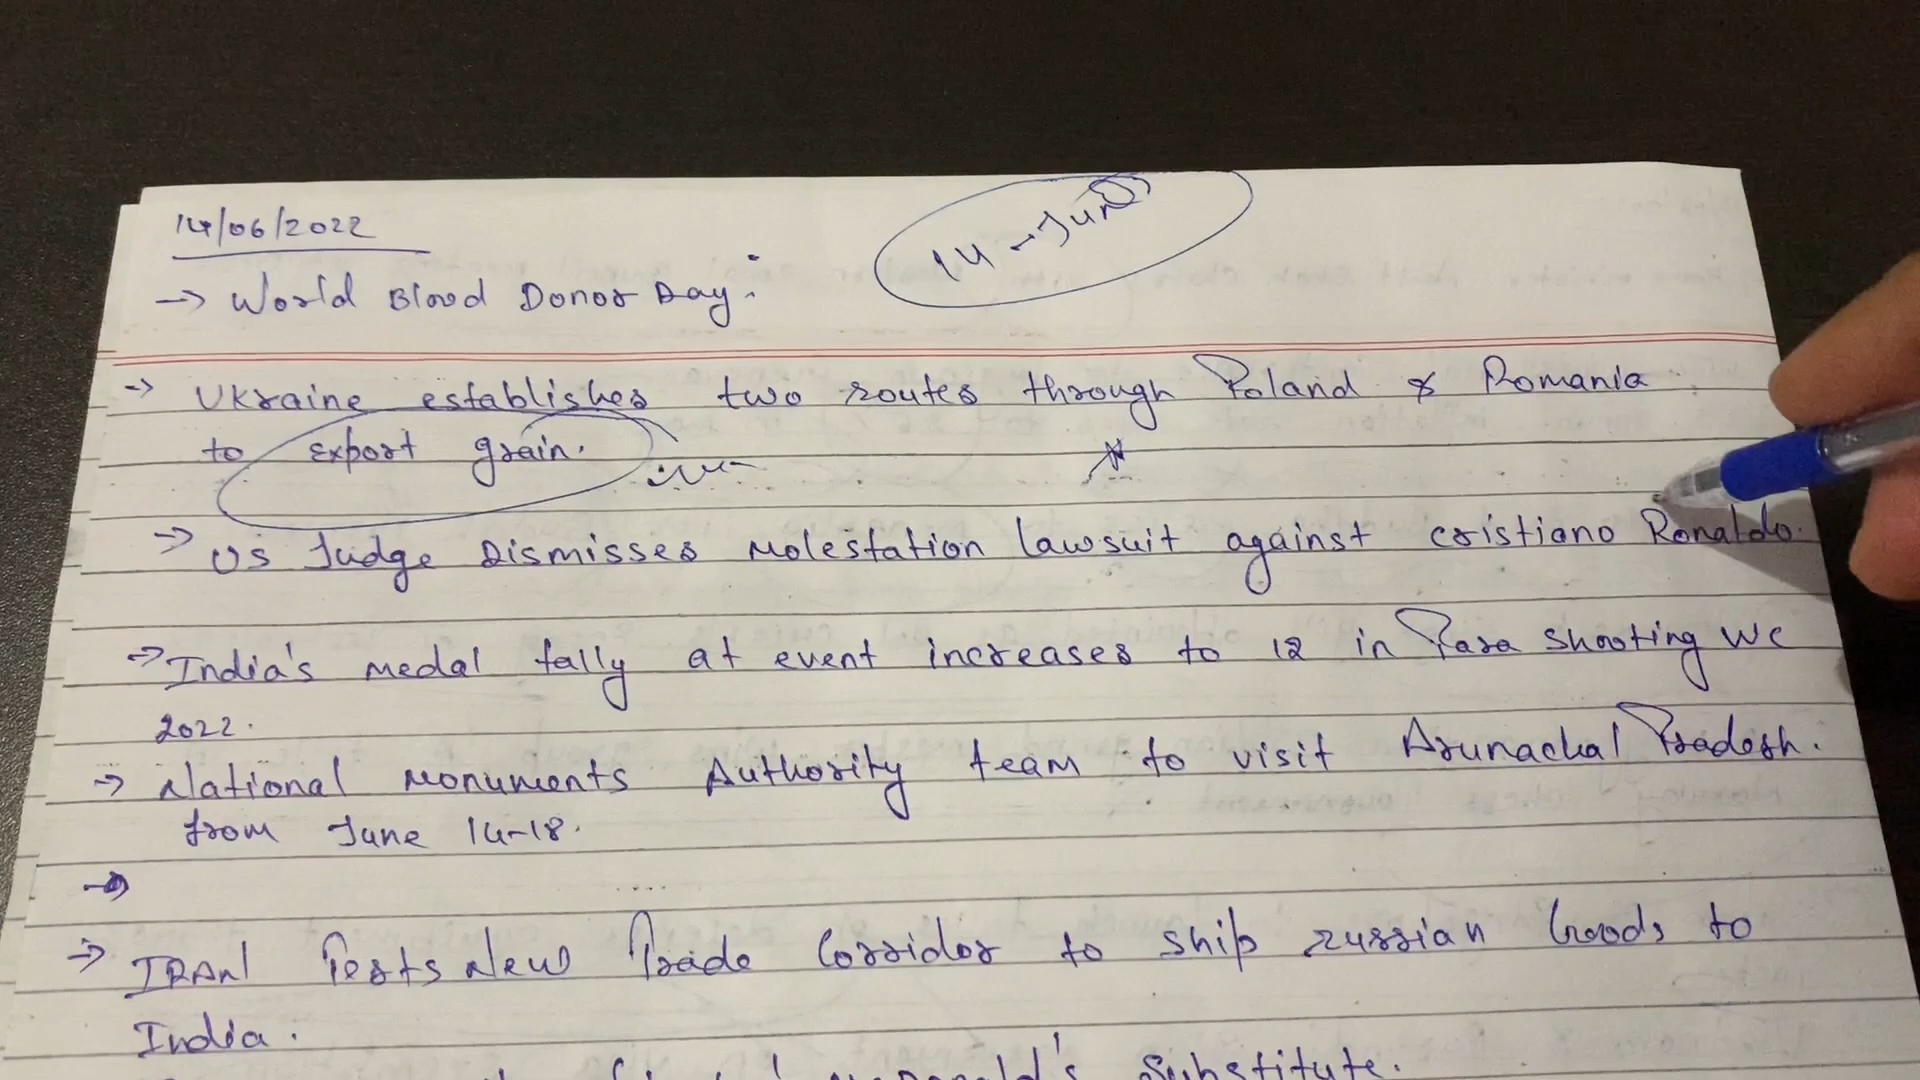 14/06/2022
14 - June
→ World Blood Donor Day.
→ Ukraine establishes two routes through Poland & Romania
to export grain.
→ US Judge Dismisses Molestation lawsuit against cristiano Ronaldo.
→ India's medal tally at event increases to 12 in Para shooting WC
2022.
→ National Monuments Authority team to visit Arunachal Pradesh.
from June 14-18.
→
→ IRAN Tests New Trade Corridor to ship russian Goods to
India.
McDonald's Substitute.